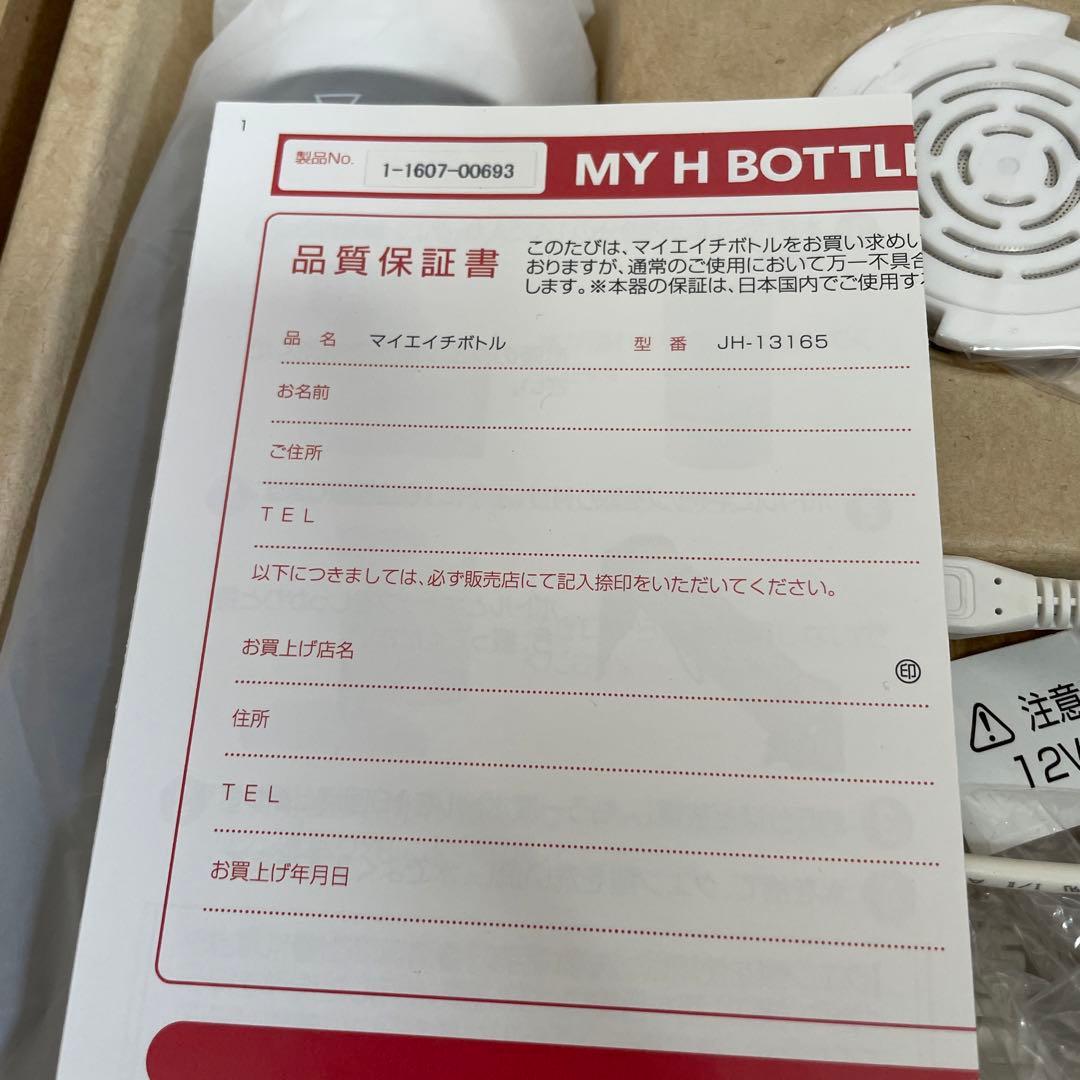 1
製品No.
1-1607-00693
MY H BOTTLE
品質保証書
このたびは、マイエイチボトルをお買い求めい
おりますが、通常のご使用において万一不具合
します。※本器の保証は、日本国内でご使用する
品 名 マイエイチボトル 型 番 JH-13165
お名前
ご住所
TEL
以下につきましては、必ず販売店にて記入捺印をいただいてください。
お買上げ店名
印
住所
TEL
お買上げ年月日
注意
12V